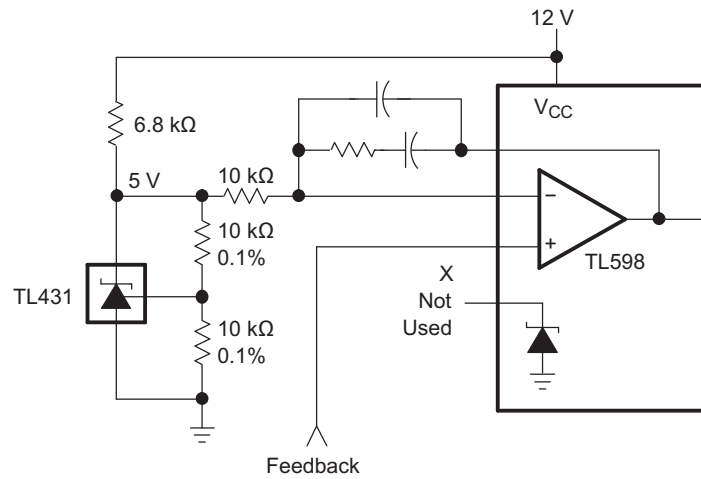 12 V
V_CC
6.8 kΩ
5 V
10 kΩ
10 kΩ
0.1%
TL431
10 kΩ
0.1%
−
+
TL598
X
Not
Used
Feedback